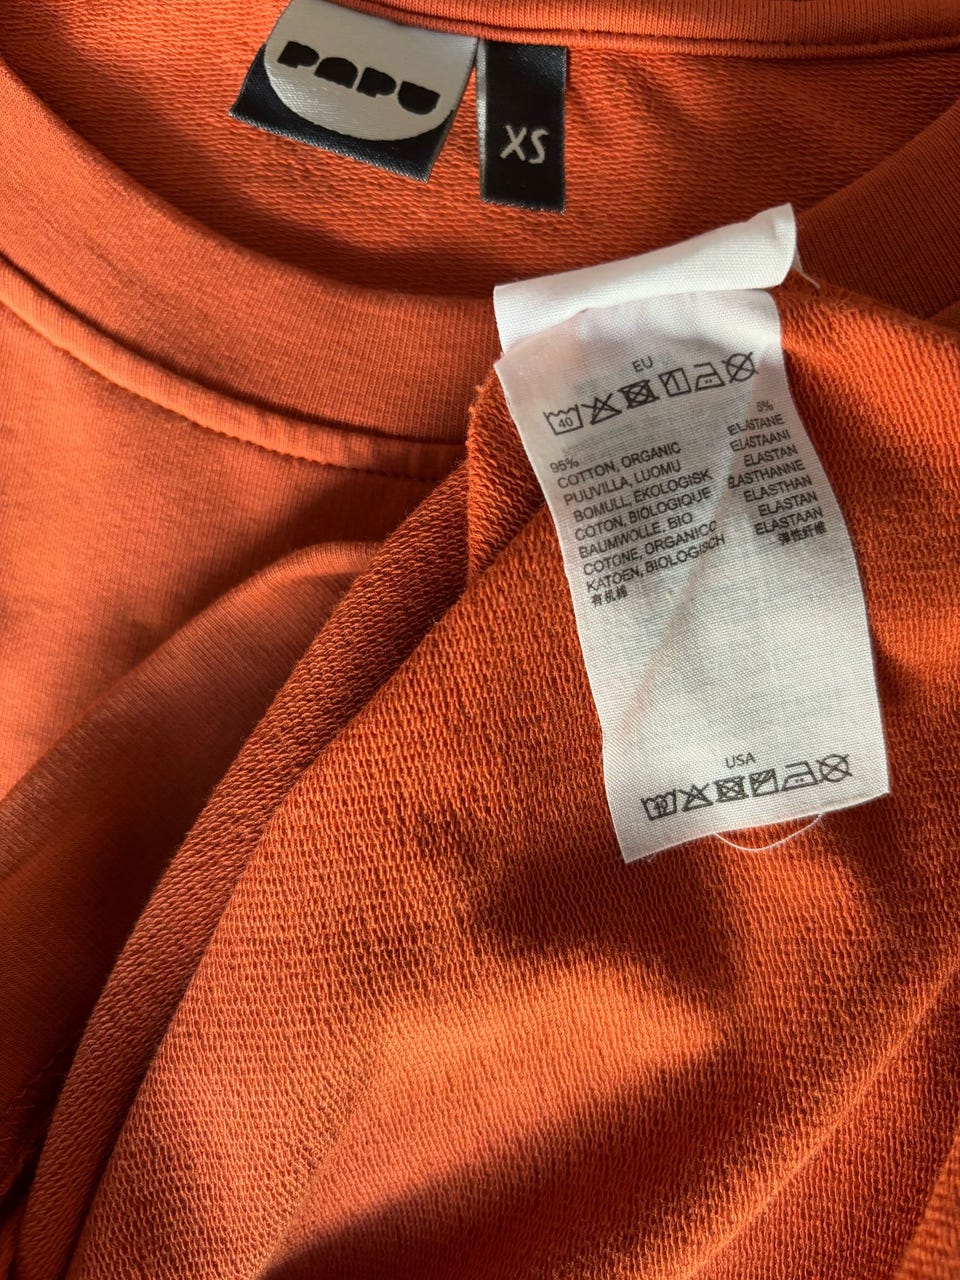 PAPU
XS
EU
40
95%
COTTON, ORGANIC
PUUVILLA, LUOMU
BOMULL, EKOLOGISK
COTON, BIOLOGIQUE
BAUMWOLLE, BIO
COTONE, ORGANICO
KATOEN, BIOLOGISCH
有机棉
5%
ELASTANE
ELASTAANI
ELASTAN
ELASTHANNE
ELASTHAN
ELASTAN
ELASTAAN
弹性纤维
USA